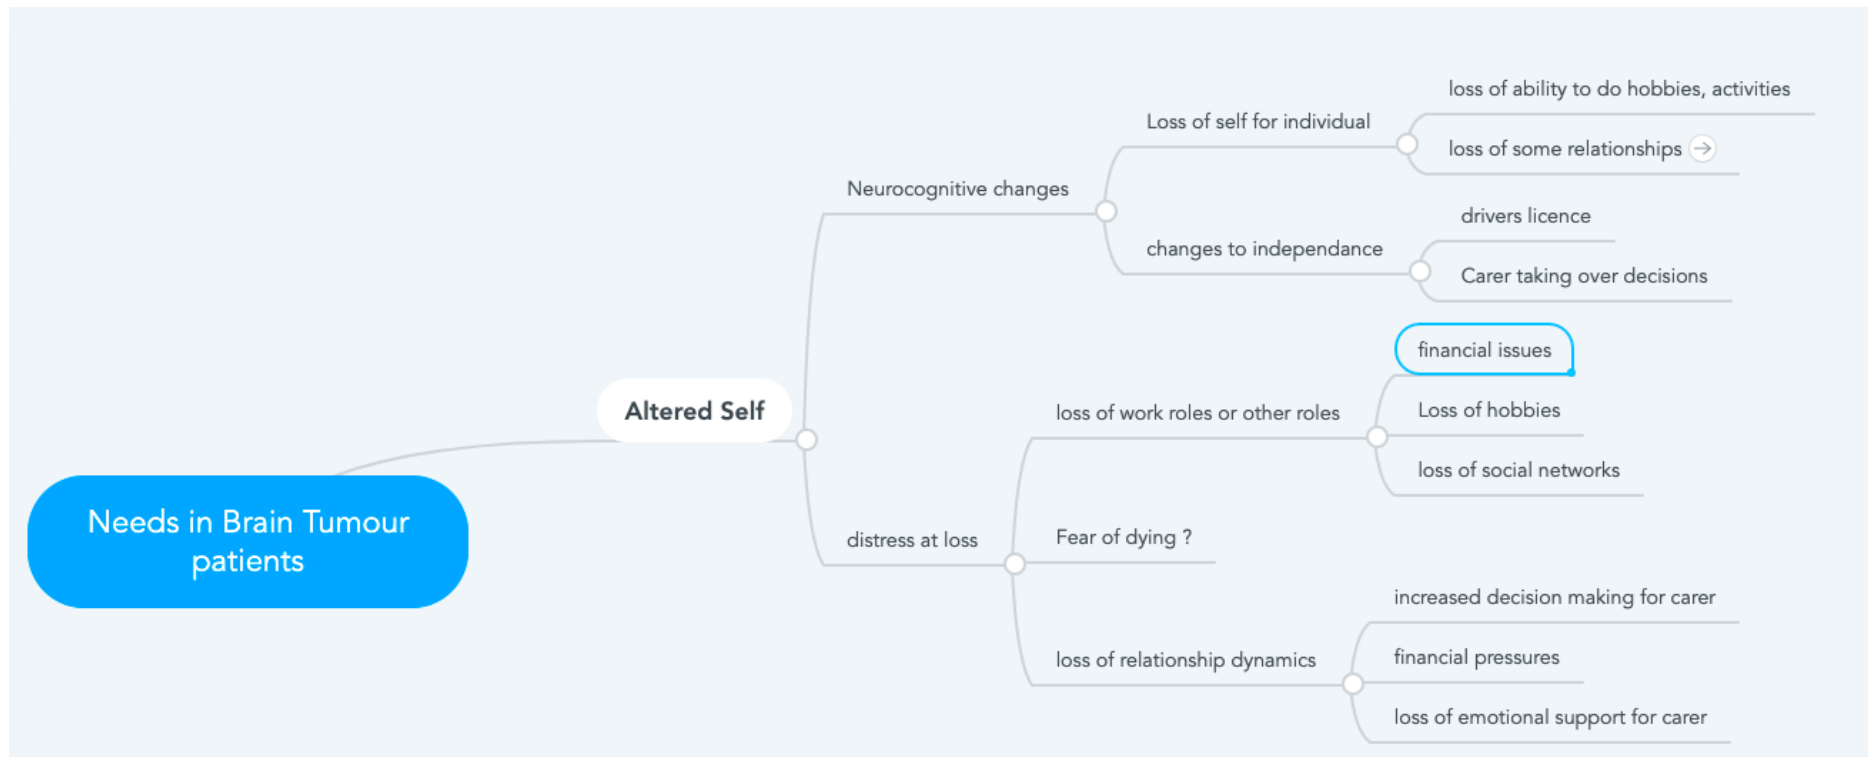 loss of ability to do hobbies, activities
Loss of self for individual
loss of some relationships
Neurocognitive changes
drivers licence
changes to independance
Carer taking over decisions
financial issues
Altered Self
loss of work roles or other roles
Loss of hobbies
loss of social networks
Needs in Brain Tumour
patients
distress at loss
Fear of dying ?
increased decision making for carer
loss of relationship dynamics
financial pressures
loss of emotional support for carer